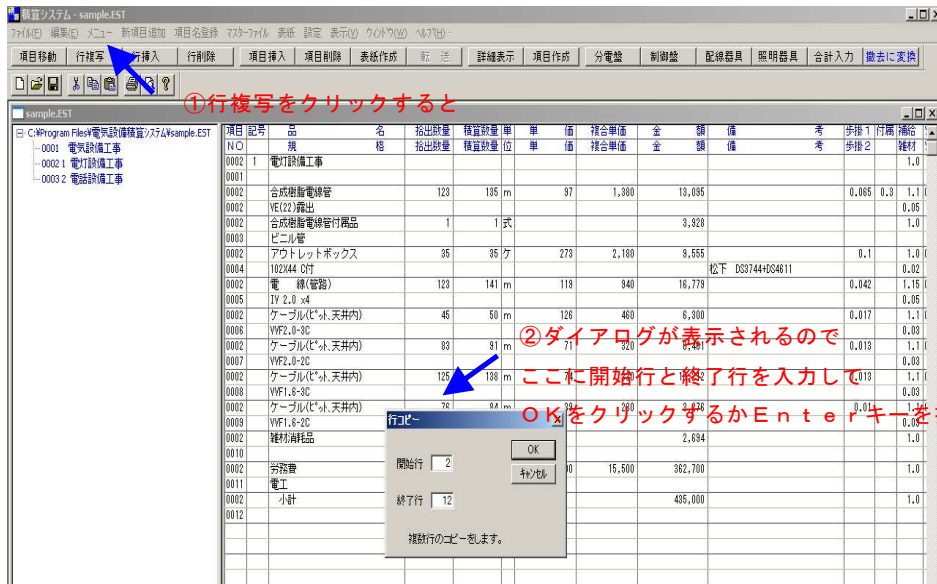 積算システム - sample.EST
ファイル(F) 編集(E) メニュー 新項目追加 項目名登録 マスターファイル 表紙 設定 表示(V) ウィンドウ(W) ヘルプ(H)
項目移動 行複写 行挿入 行削除 項目挿入 項目削除 表紙作成 転送 詳細表示 項目作成 分電盤 制御盤 配線器具 照明器具 合計入力 撤去に変換
①行複写をクリックすると
sample.EST
C:¥Program Files¥電気設備積算システム¥sample.EST
0001 電気設備工事
0002 1 電灯設備工事
0003 2 電話設備工事
項目 記号 品 名 拾出数量 積算数量 単 単 価 複合単価 金 額 備 考 歩掛1 付属 補給
NO 規 格 拾出数量 積算数量 位 単 価 複合単価 金 額 備 考 歩掛2 雑材
0002 1 電灯設備工事 1.0
0001
0002 合成樹脂電線管 123 135 m 97 1,380 13,095 0.065 0.3 1.1
0002 VE(22)露出 0.05
0002 合成樹脂電線管付属品 1 1 式 3,928 1.0
0003 ビニル管
0002 アウトレットボックス 35 35 ケ 273 2,180 9,555 0.1 1.0
0004 102X44 C付 松下 DS3744+DS4611 0.02
0002 電 線(管路) 123 141 m 119 940 16,779 0.042 1.15
0005 IV 2.0 x4 0.05
0002 ケーブル(ピット,天井内) 45 50 m 126 460 6,300 0.017 1.1
0006 VVF2.0-3C 0.03
0002 ケーブル(ピット,天井内) 83 91 m 71 320 0.013 1.1
0007 VVF2.0-2C 0.03
②ダイアログが表示されるので
0002 ケーブル(ピット,天井内) 125 138 m 0.013 1.1
0008 VVF1.6-3C 0.03
ここに開始行と終了行を入力して
0002 ケーブル(ピット,天井内) 76 84 m 0.01
0009 VVF1.6-2C 0.03
OKをクリックするかEnterキーを
0002 雑材消耗品 2,694 1.0
0010
0002 労務費 15,500 362,700 1.0
0011 電工
0002 小計 435,000 1.0
0012
行コピー
OK
開始行 2
キャンセル
終了行 12
複数行のコピーをします。